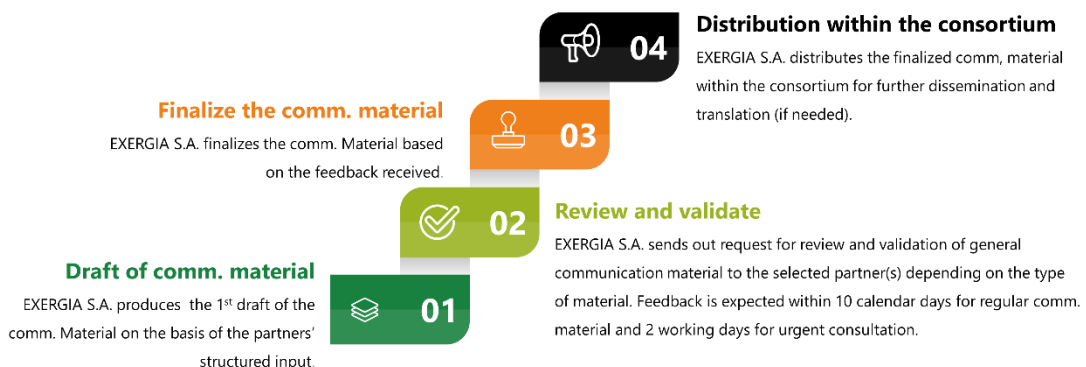 04
Distribution within the consortium
EXERGIA S.A. distributes the finalized comm, material
within the consortium for further dissemination and
translation (if needed).
Finalize the comm. material
EXERGIA S.A. finalizes the comm. Material based
on the feedback received.
03
02
Review and validate
EXERGIA S.A. sends out request for review and validation of general
communication material to the selected partner(s) depending on the type
of material. Feedback is expected within 10 calendar days for regular comm.
material and 2 working days for urgent consultation.
Draft of comm. material
EXERGIA S.A. produces the 1st draft of the
comm. Material on the basis of the partners’
structured input.
01